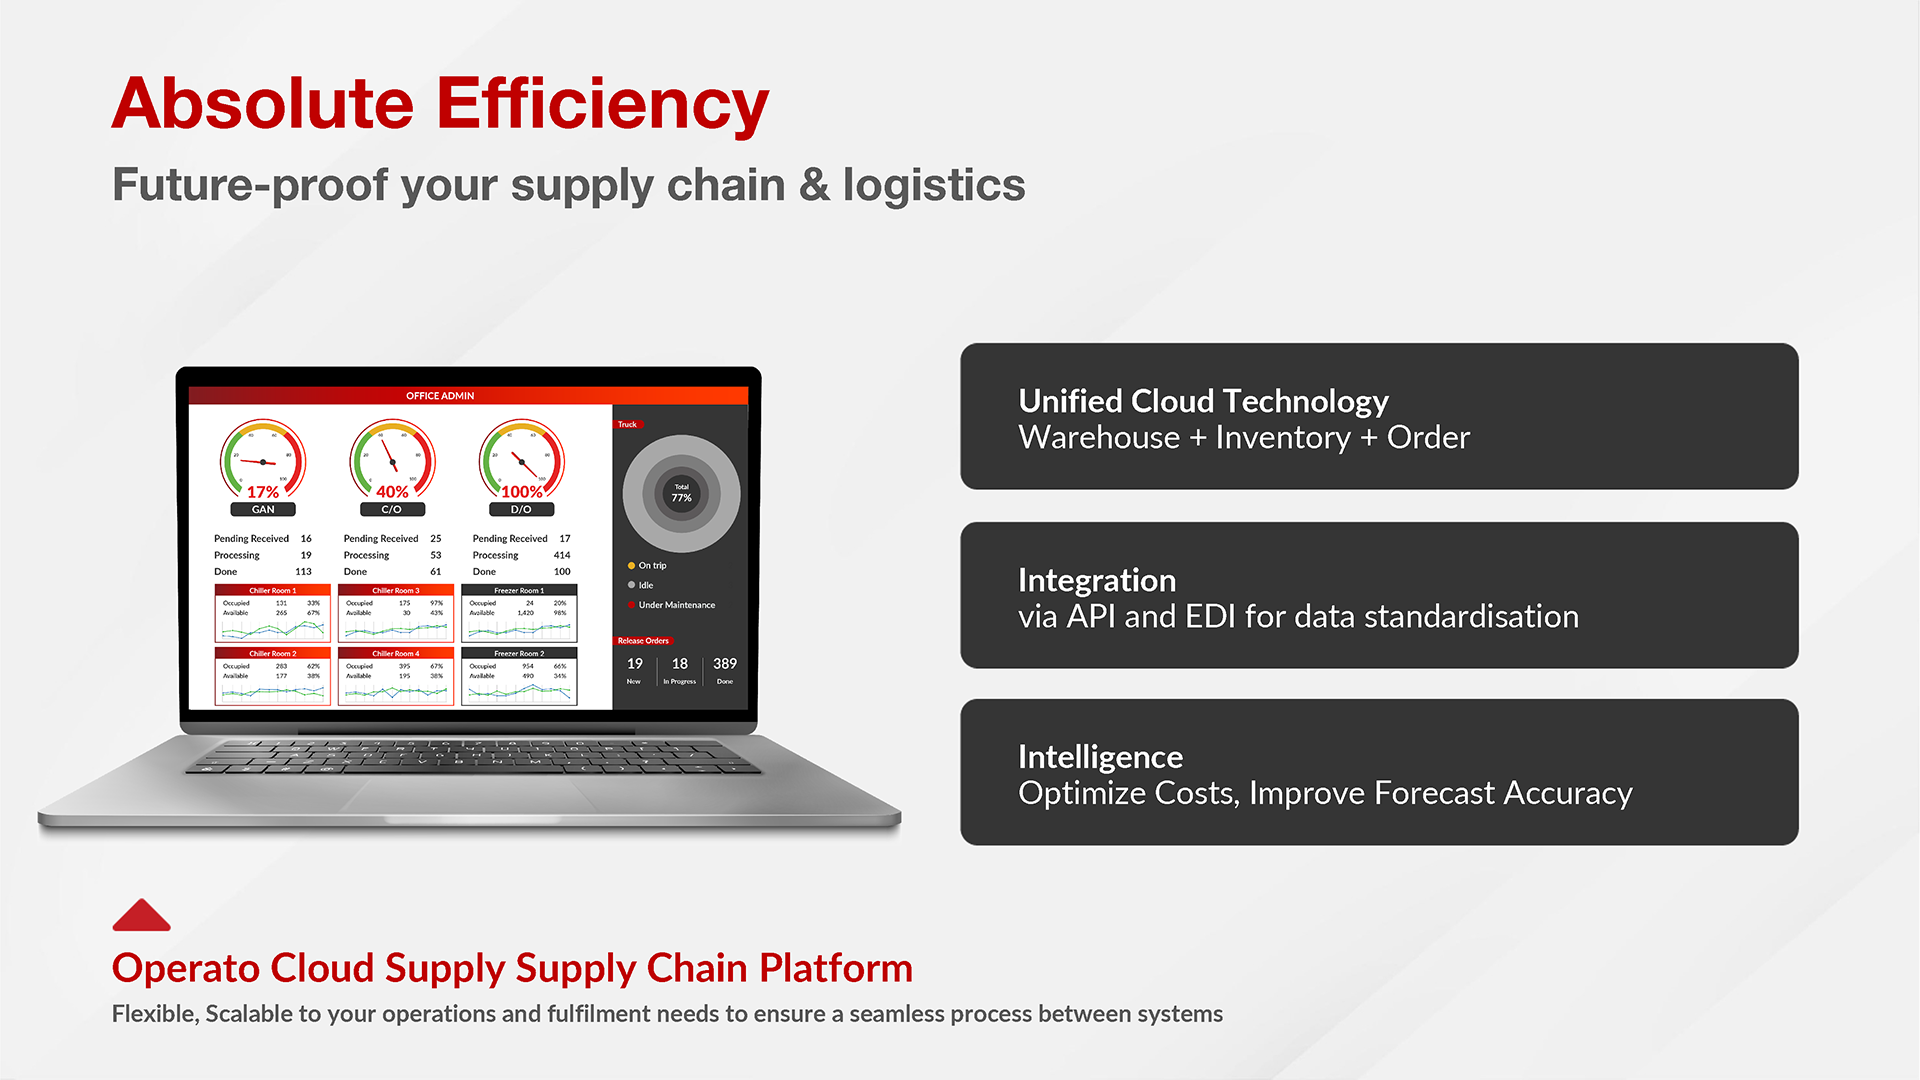 Absolute Efficiency
Future-proof your supply chain & logistics
OFFICE ADMIN
17%
GAN
40%
C/O
100%
D/O
Pending Received 16
Processing 19
Done 113
Pending Received 25
Processing 53
Done 61
Pending Received 17
Processing 414
Done 100
Chiller Room 1
Occupied 131 33%
Available 265 67%
Chiller Room 3
Occupied 175 97%
Available 30 43%
Freezer Room 1
Occupied 24 20%
Available 1,420 98%
Chiller Room 2
Occupied 283 62%
Available 177 38%
Chiller Room 4
Occupied 395 67%
Available 195 38%
Freezer Room 2
Occupied 954 66%
Available 490 34%
Truck
Total
77%
On trip
Idle
Under Maintenance
Release Orders
19 18 389
New In Progress Done
Unified Cloud Technology
Warehouse + Inventory + Order
Integration
via API and EDI for data standardisation
Intelligence
Optimize Costs, Improve Forecast Accuracy
Operato Cloud Supply Supply Chain Platform
Flexible, Scalable to your operations and fulfilment needs to ensure a seamless process between systems